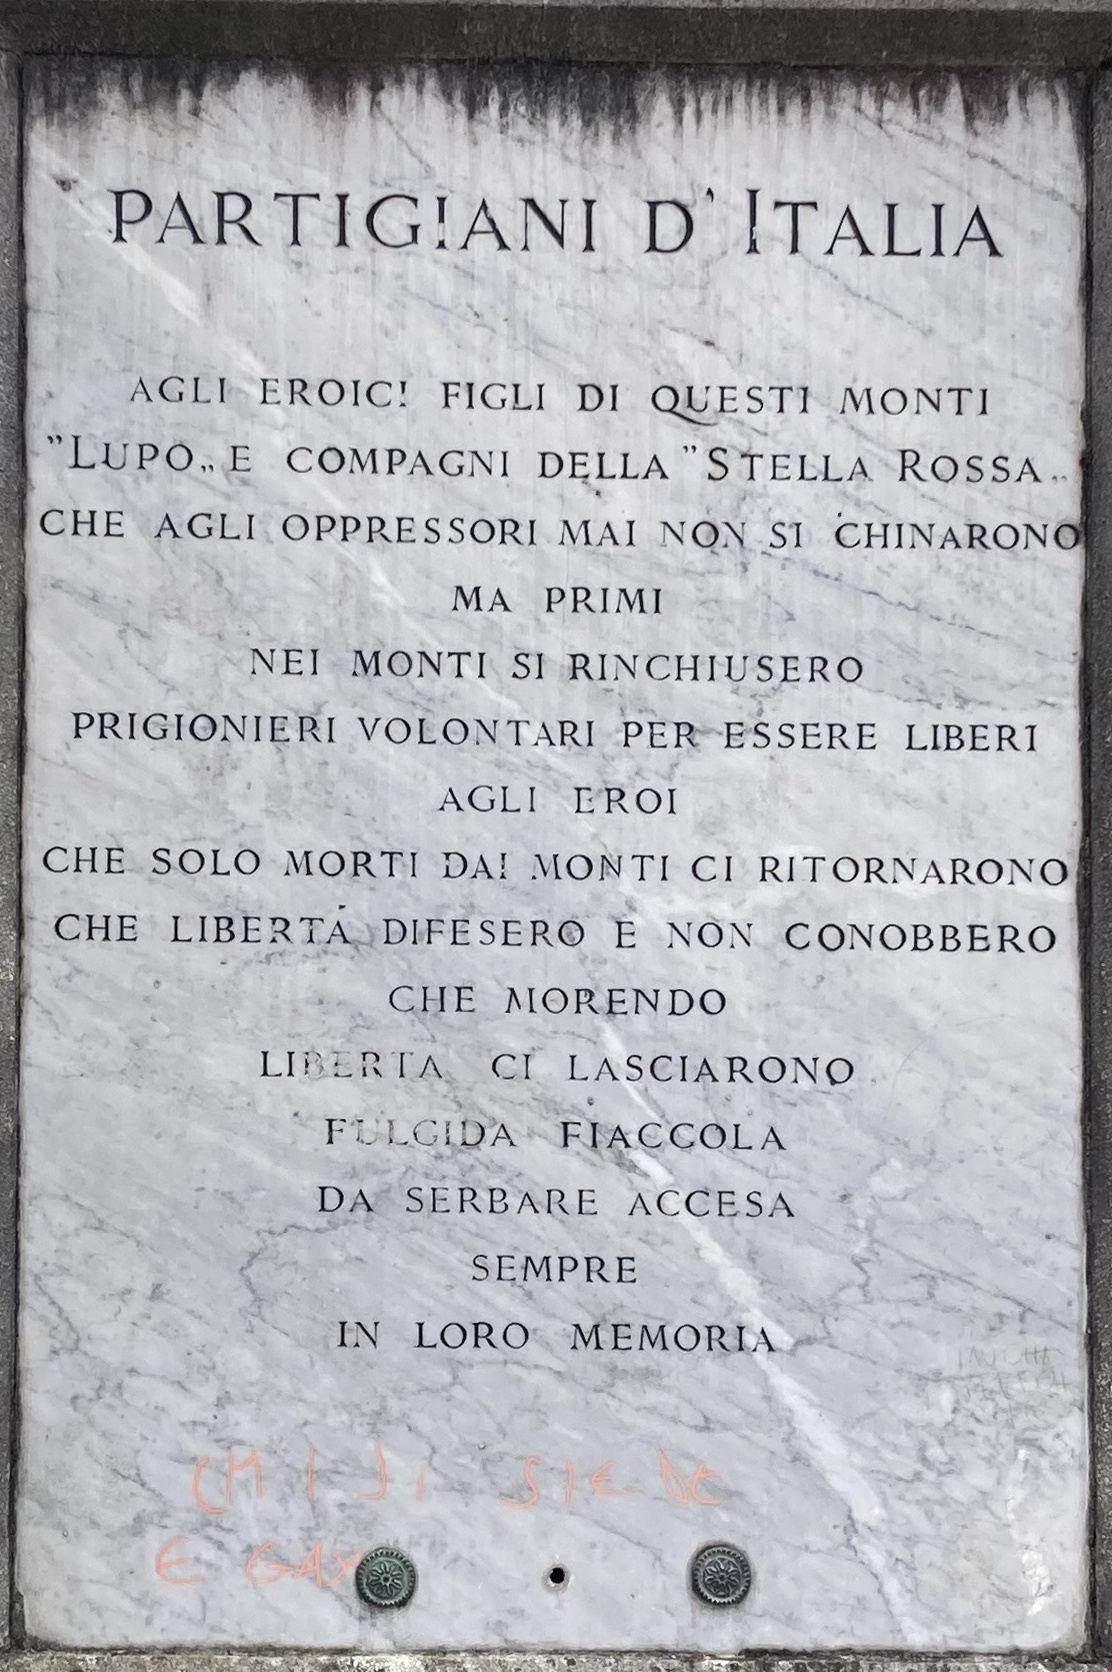 PARTIGIANI D'ITALIA
AGLI EROICI FIGLI DI QUESTI MONTI
"LUPO„ E COMPAGNI DELLA "STELLA ROSSA„
CHE AGLI OPPRESSORI MAI NON SI CHINARONO
MA PRIMI
NEI MONTI SI RINCHIUSERO
PRIGIONIERI VOLONTARI PER ESSERE LIBERI
AGLI EROI
CHE SOLO MORTI DAI MONTI CI RITORNARONO
CHE LIBERTÀ DIFESERO E NON CONOBBERO
CHE MORENDO
LIBERTA CI LASCIARONO
FULGIDA FIACCOLA
DA SERBARE ACCESA
SEMPRE
IN LORO MEMORIA
SIEDE
E GAY